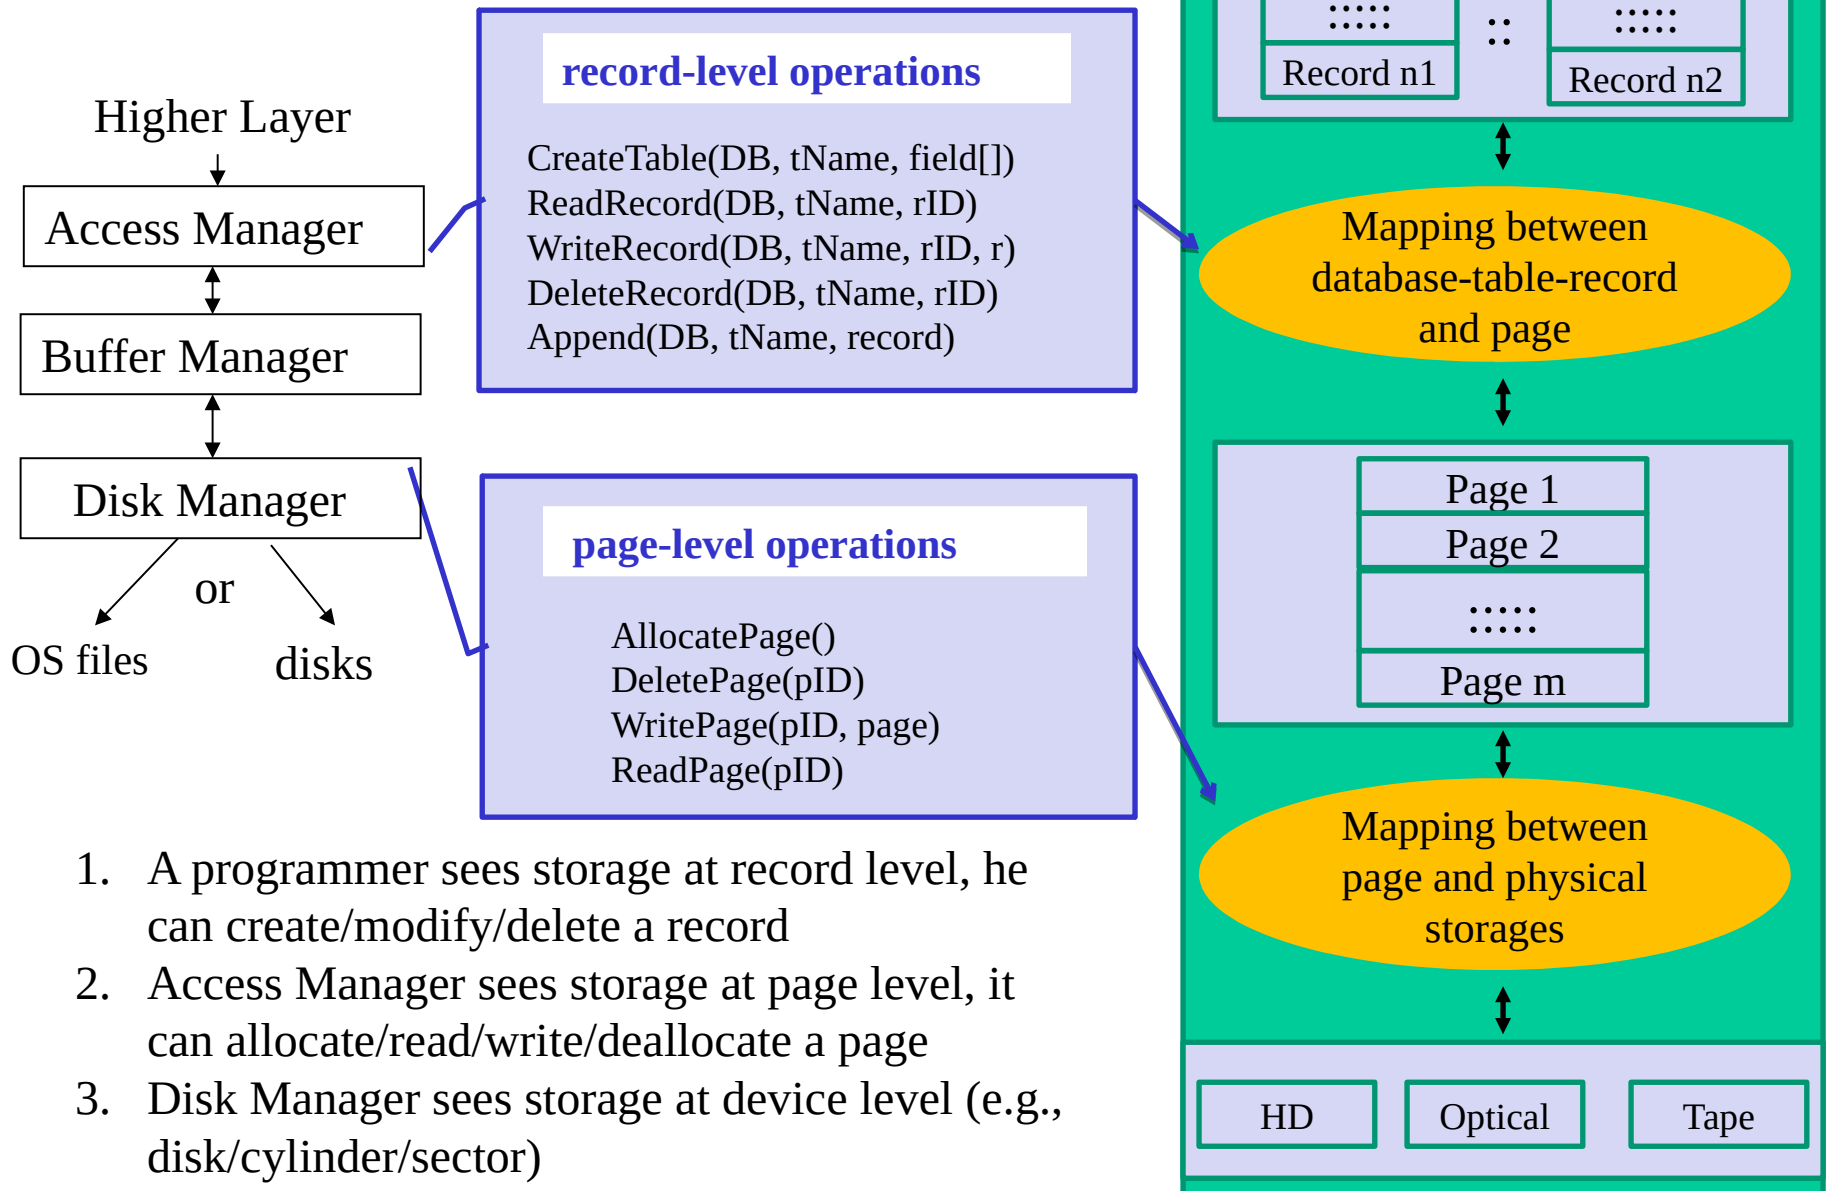 Higher Layer
Access Manager
Buffer Manager
Disk Manager
or
OS files
disks
record-level operations
CreateTable(DB, tName, field[])
ReadRecord(DB, tName, rID)
WriteRecord(DB, tName, rID, r)
DeleteRecord(DB, tName, rID)
Append(DB, tName, record)
page-level operations
AllocatePage()
DeletePage(pID)
WritePage(pID, page)
ReadPage(pID)
1. A programmer sees storage at record level, he
can create/modify/delete a record
2. Access Manager sees storage at page level, it
can allocate/read/write/deallocate a page
3. Disk Manager sees storage at device level (e.g.,
disk/cylinder/sector)
:::::
::
:::::
Record n1
Record n2
Mapping between
database-table-record
and page
Page 1
Page 2
:::::
Page m
Mapping between
page and physical
storages
HD
Optical
Tape